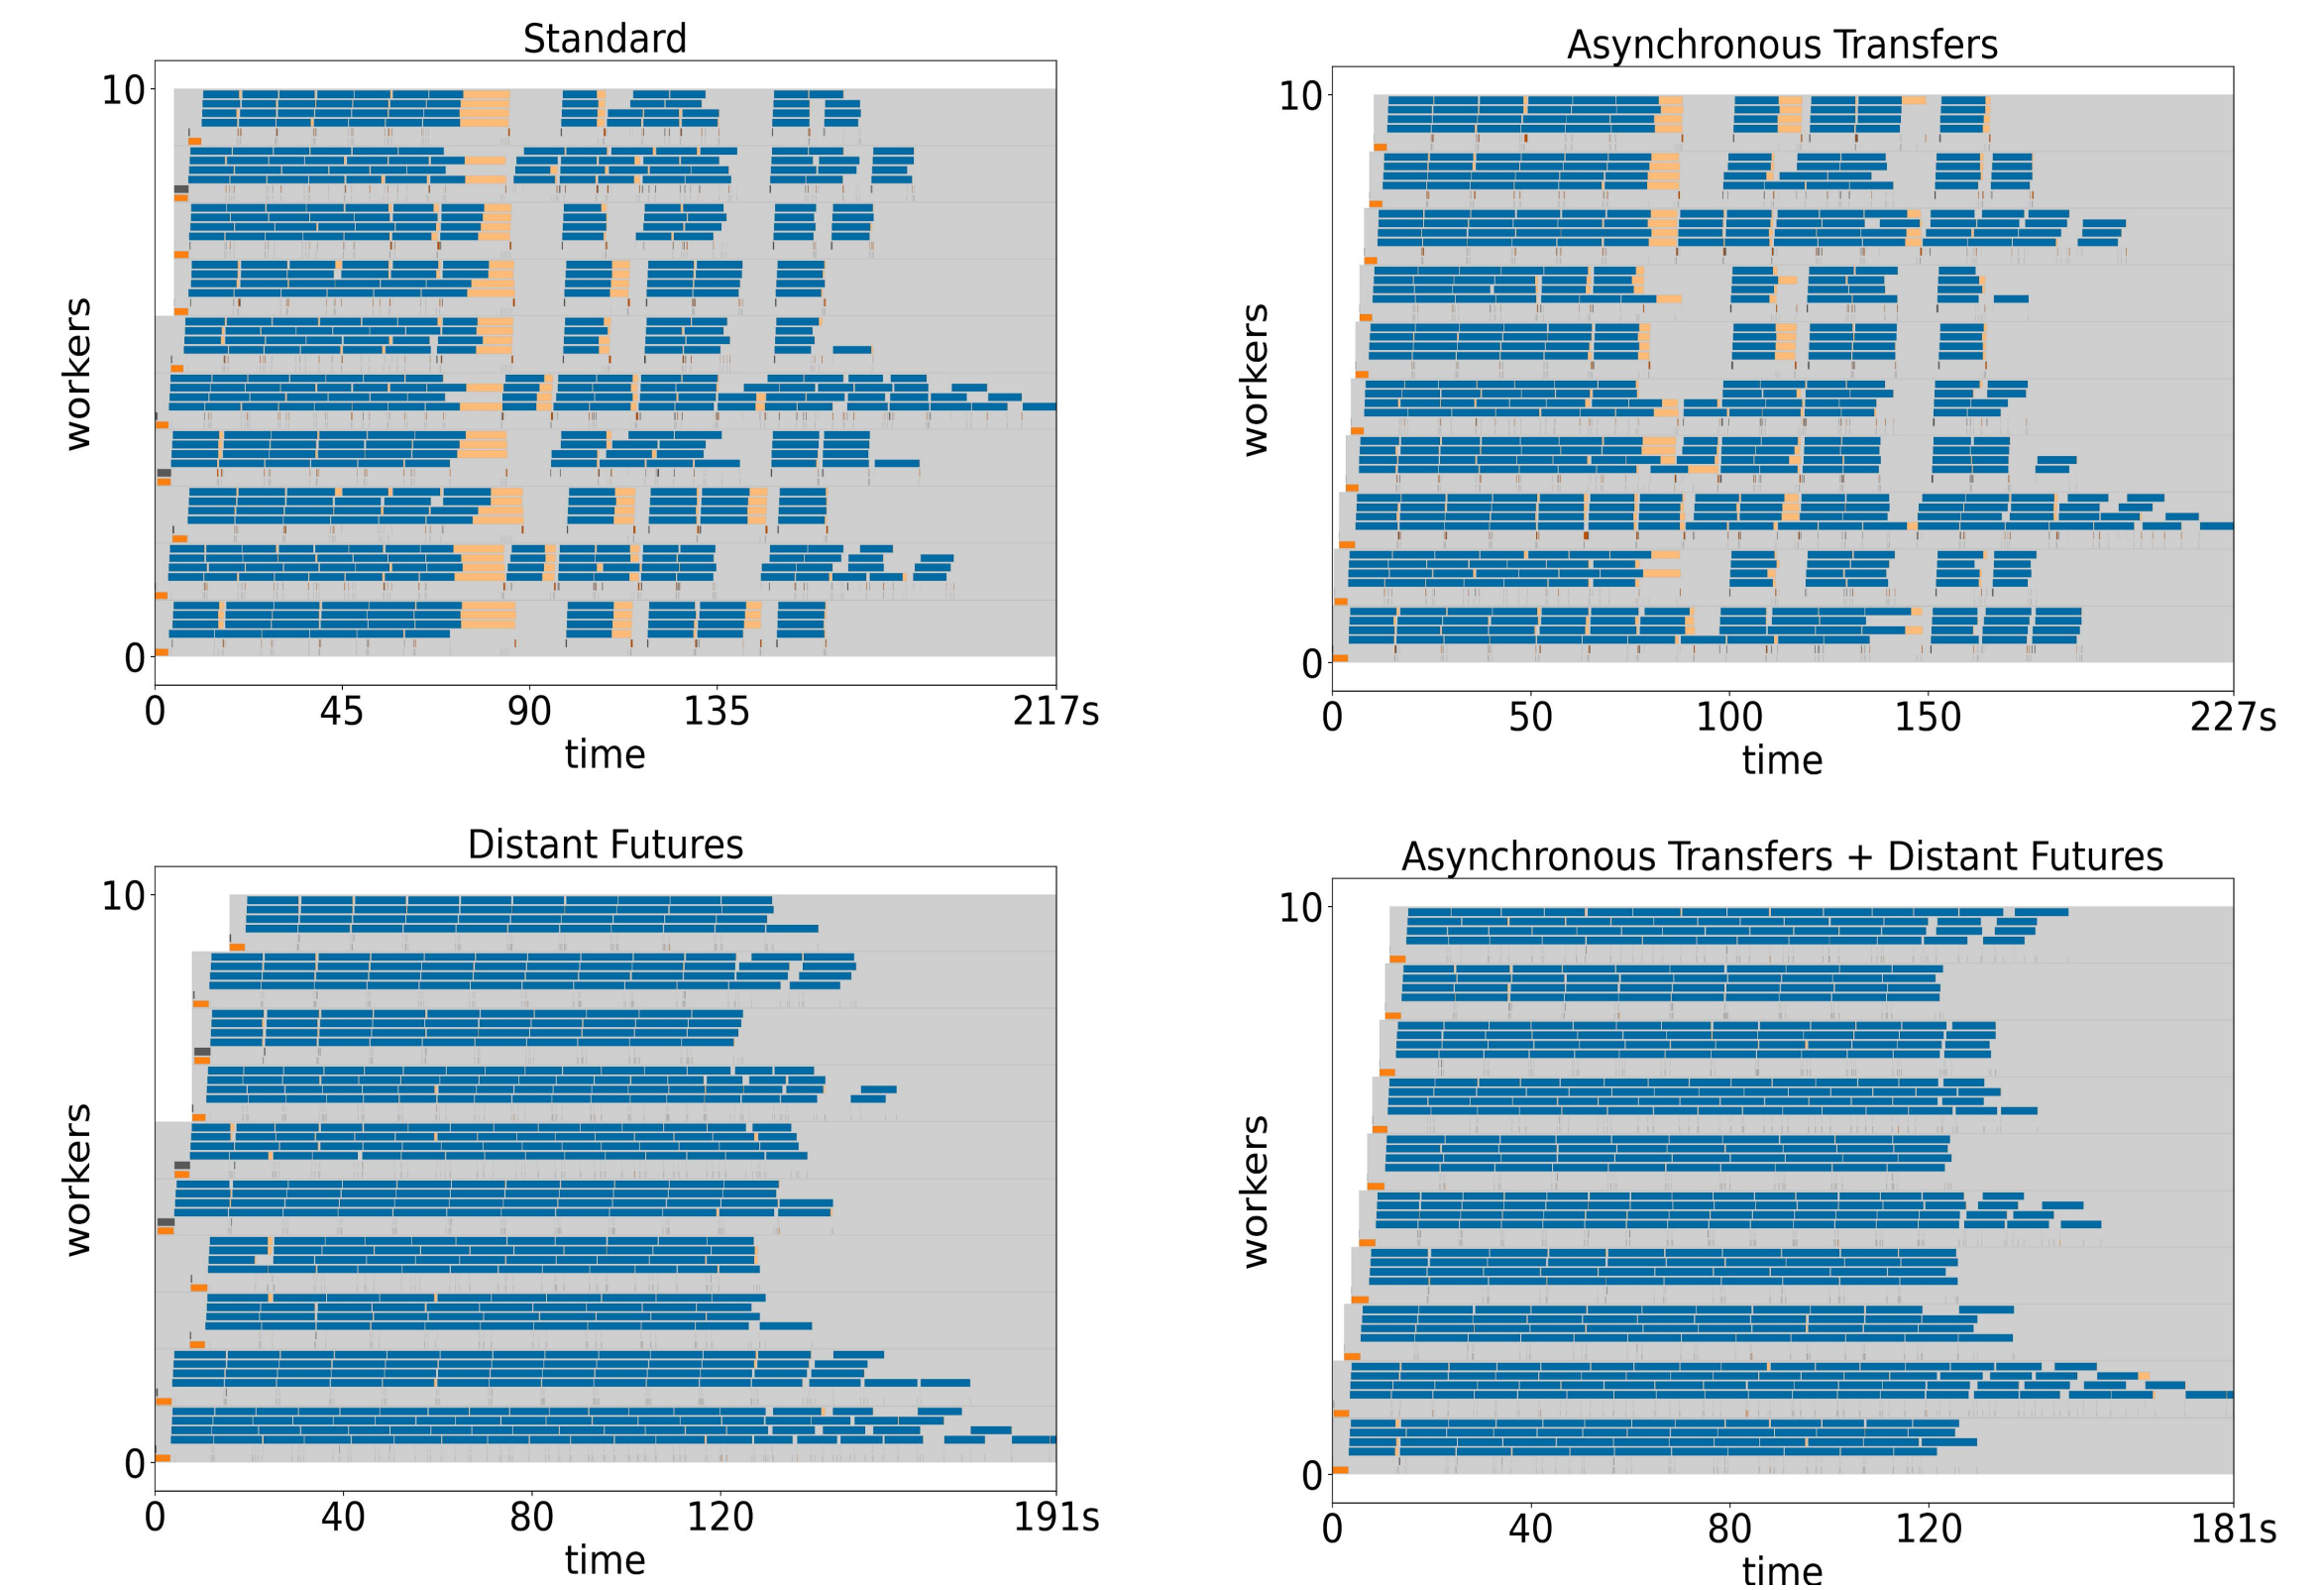 Standard
10
workers
0
0 45 90 135 217s
time
Asynchronous Transfers
10
workers
0
0 50 100 150 227s
time
Distant Futures
10
workers
0
0 40 80 120 191s
time
Asynchronous Transfers + Distant Futures
10
workers
0
0 40 80 120 181s
time